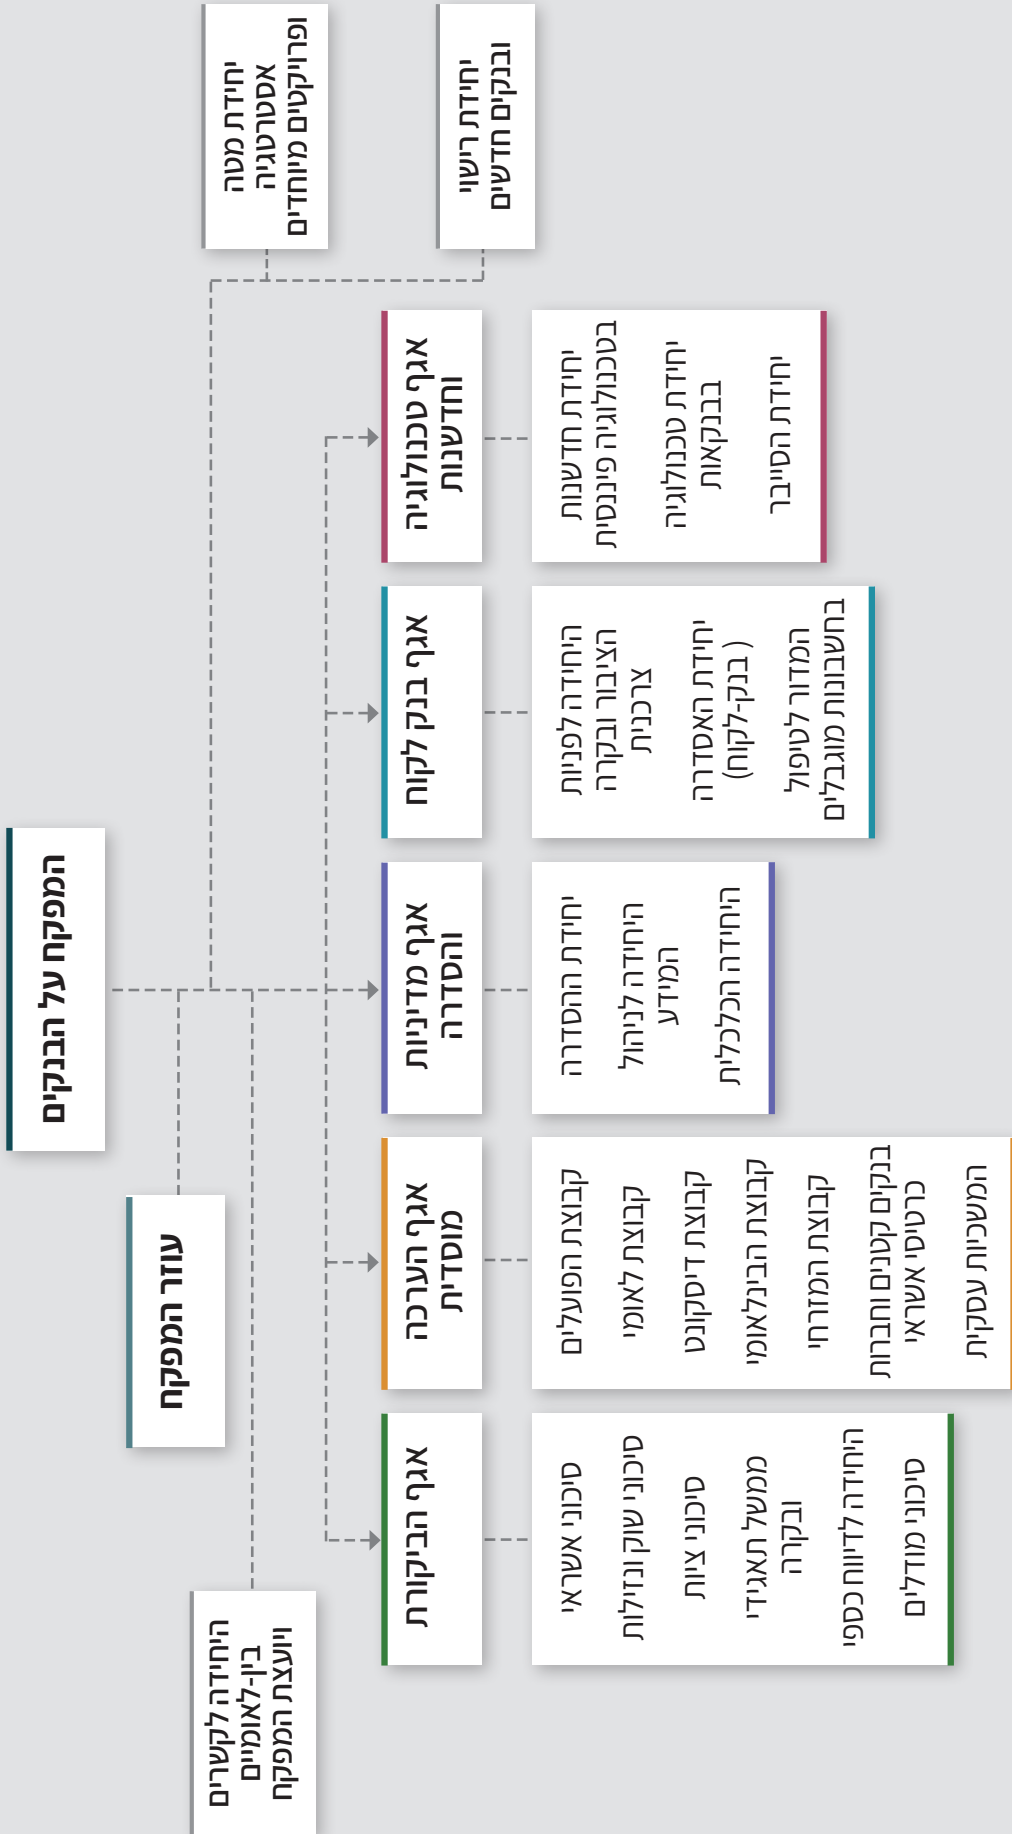 המפקח על הבנקים
עוזר המפקח
היחידה לקשרים
בין-לאומיים
ויועצת המפקח
יחידת מטה
אסטרטגיה
ופרויקטים מיוחדים
יחידת רישוי
ובנקים חדשים
אגף טכנולוגיה
וחדשנות
יחידת חדשנות
בטכנולוגיה פיננסית
יחידת טכנולוגיה
בבנקאות
יחידת הסייבר
אגף בנק לקוח
היחידה לפניות
הציבור ובקרה
צרכנית
יחידת האסדרה
( בנק-לקוח)
המדור לטיפול
בחשבונות מוגבלים
אגף מדיניות
והסדרה
יחידת ההסדרה
היחידה לניהול
המידע
היחידה הכלכלית
אגף הערכה
מוסדית
קבוצת הפועלים
קבוצת לאומי
קבוצת דיסקונט
קבוצת הבינלאומי
קבוצת המזרחי
בנקים קטנים וחברות
כרטיסי אשראי
המשכיות עסקית
אגף הביקורת
סיכוני אשראי
סיכוני שוק ונזילות
סיכוני ציות
ממשל תאגידי
ובקרה
היחידה לדיווח כספי
סיכוני מודלים